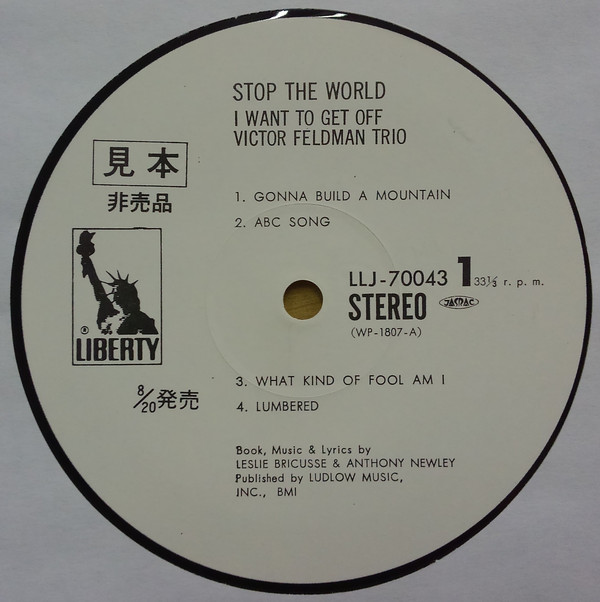 STOP THE WORLD
I WANT TO GET OFF
VICTOR FELDMAN TRIO
見本
非売品
1. GONNA BUILD A MOUNTAIN
2. ABC SONG
® LIBERTY
LLJ-70043 1 33⅓ r. p. m.
STEREO JASRAC
(WP-1807-A)
8/20発売
3. WHAT KIND OF FOOL AM I
4. LUMBERED
Book, Music & Lyrics by
LESLIE BRICUSSE & ANTHONY NEWLEY
Published by LUDLOW MUSIC,
INC., BMI